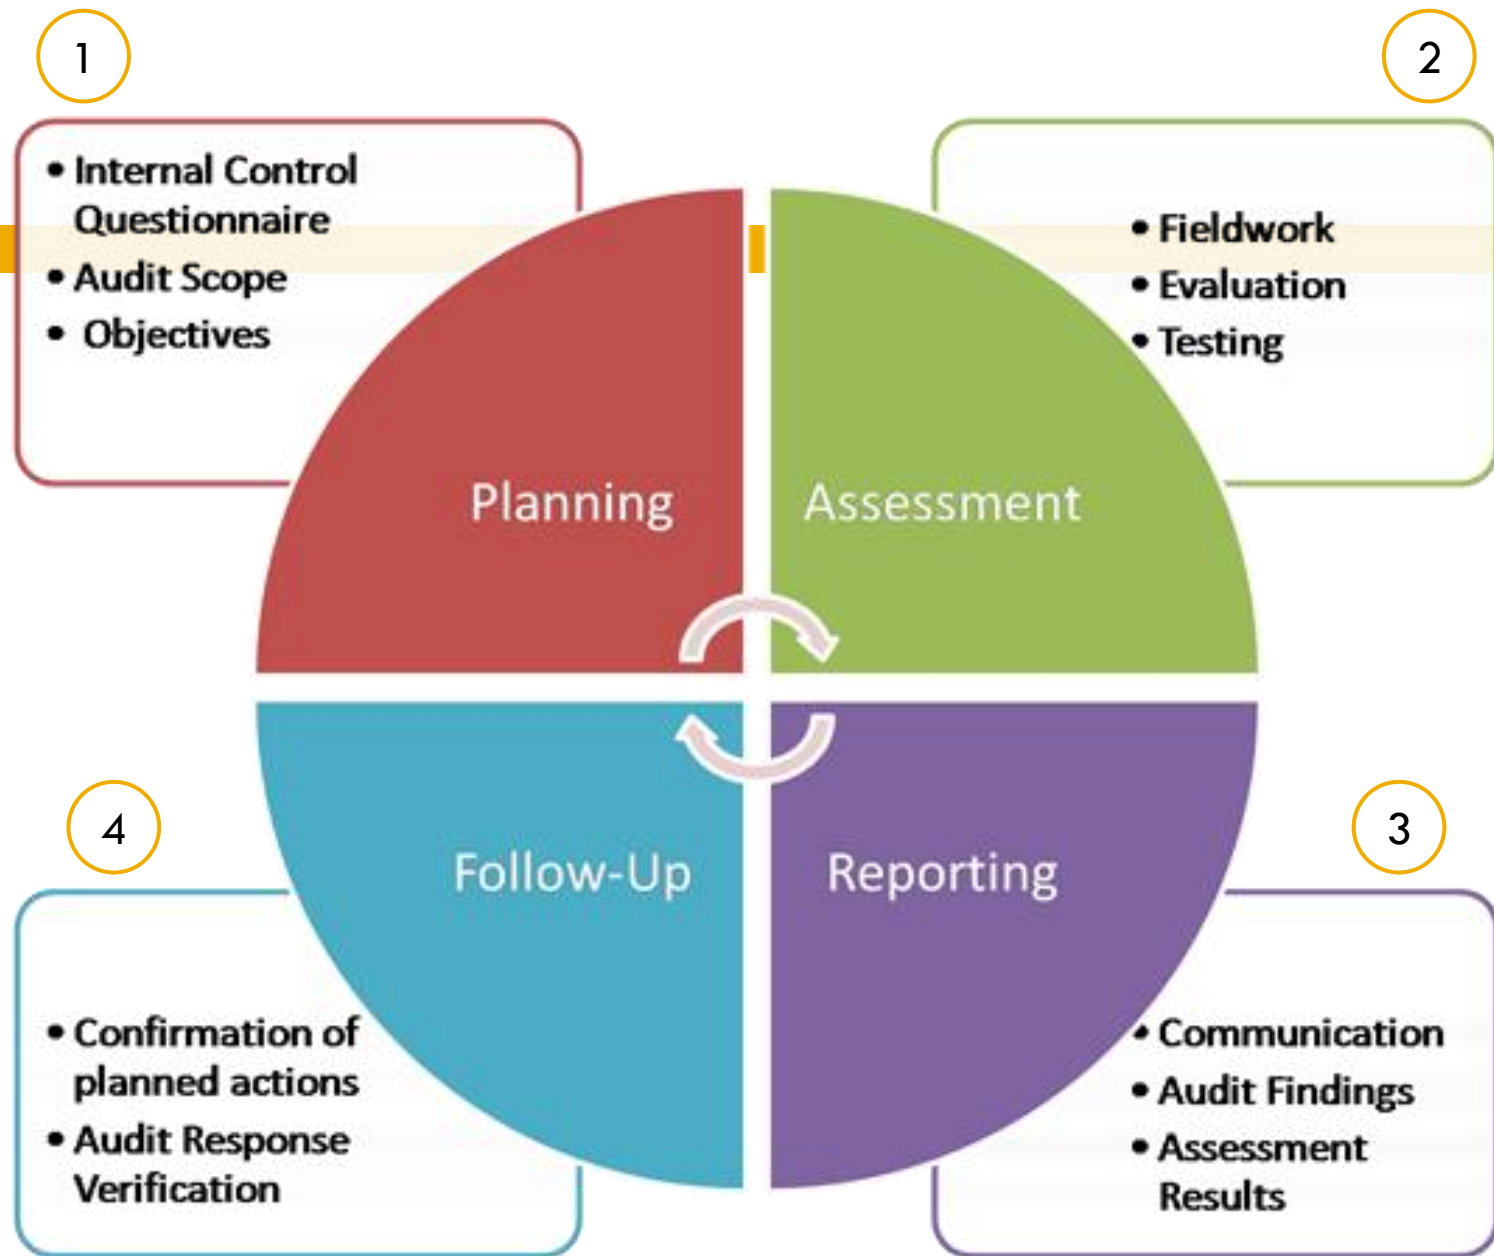 1
• Internal Control
Questionnaire
• Audit Scope
• Objectives
2
• Fieldwork
• Evaluation
• Testing
Planning
Assessment
Follow-Up
Reporting
4
• Confirmation of
planned actions
• Audit Response
Verification
3
• Communication
• Audit Findings
• Assessment
Results